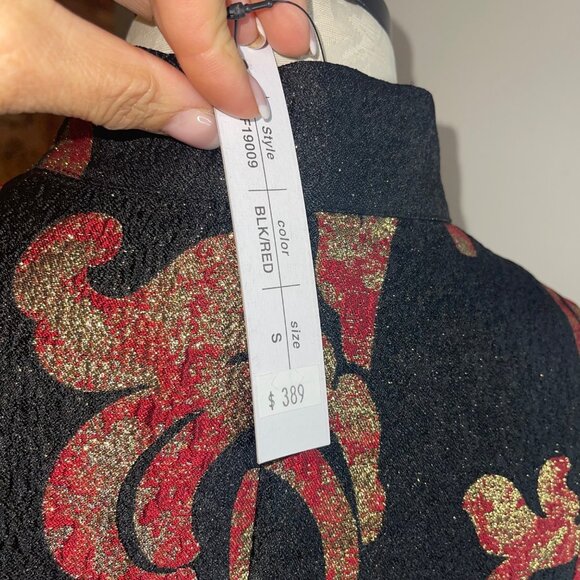 Style
F19009
color
BLK/RED
size
S
$ 389